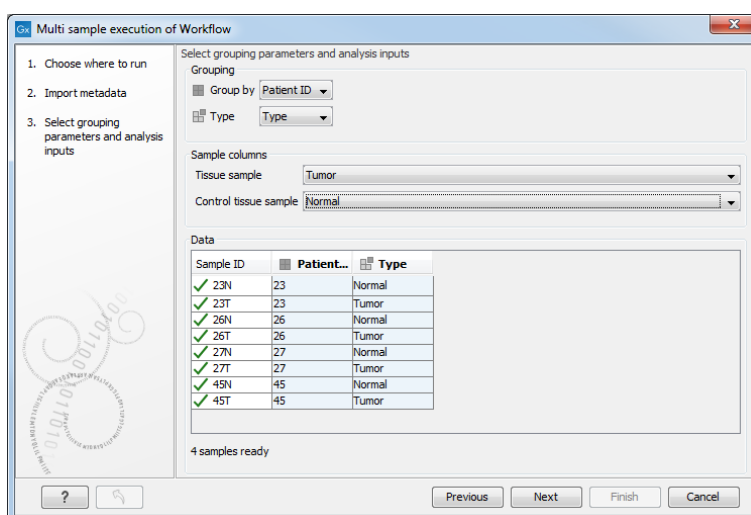 Gx Multi sample execution of Workflow
1. Choose where to run
2. Import metadata
3. Select grouping
parameters and analysis
inputs
Select grouping parameters and analysis inputs
Grouping
Group by Patient ID
Type Type
Sample columns
Tissue sample Tumor
Control tissue sample Normal
Data
Sample ID Patient... Type
23N 23 Normal
23T 23 Tumor
26N 26 Normal
26T 26 Tumor
27N 27 Normal
27T 27 Tumor
45N 45 Normal
45T 45 Tumor
4 samples ready
? Previous Next Finish Cancel